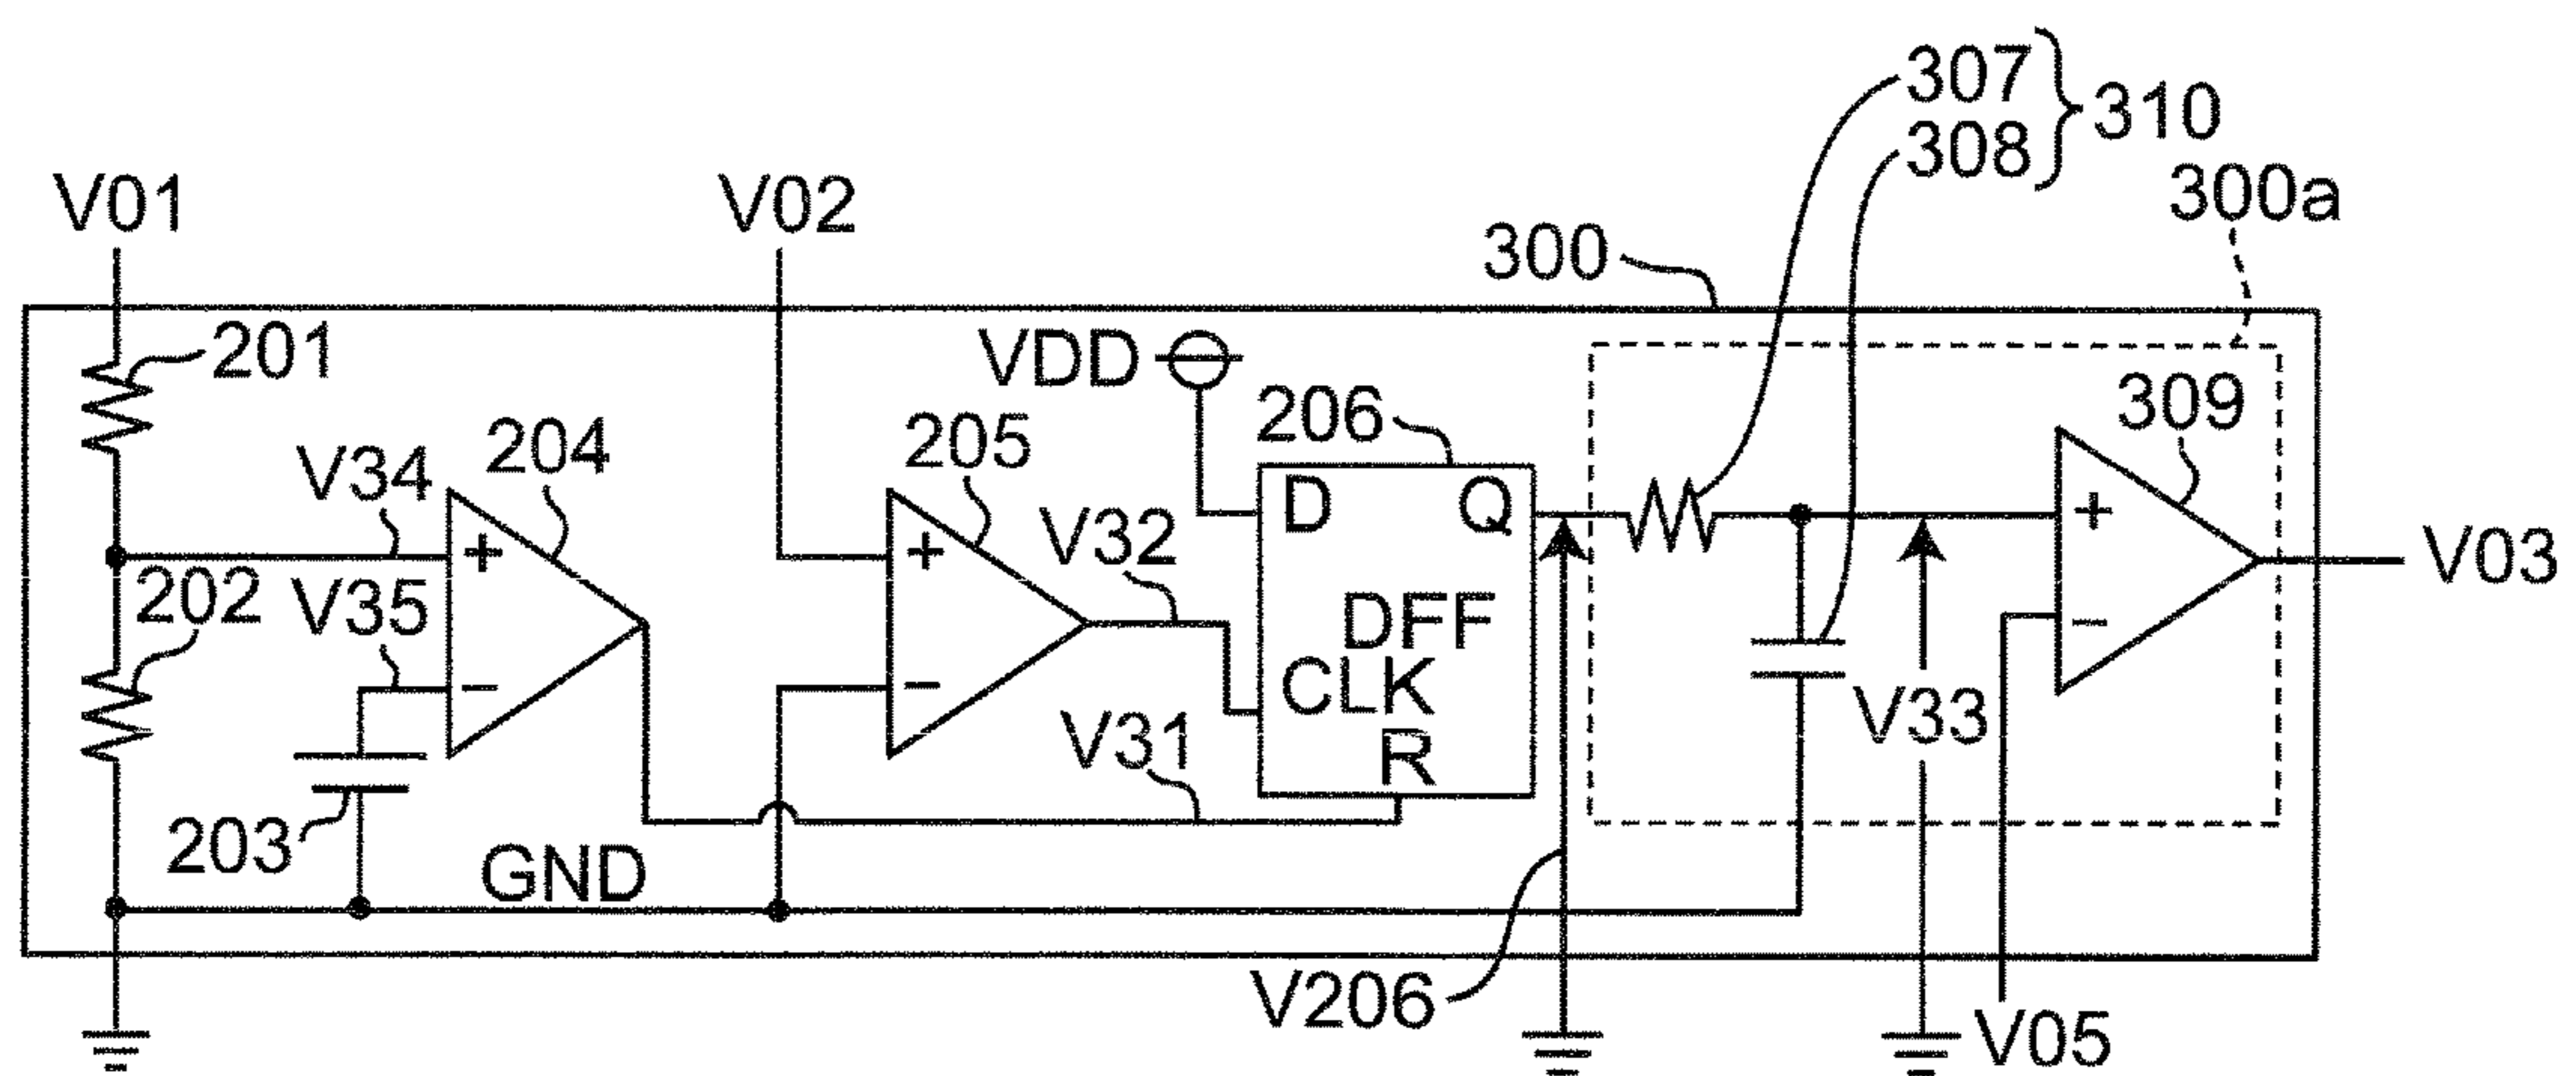 307
308
310
300a
V01
V02
300
201
VDD
206
309
V34
204
205
V32
D
Q
+
+
+
V03
202
V35
DFF
CLK
R
−
−
−
V33
V31
203
GND
V206
V05